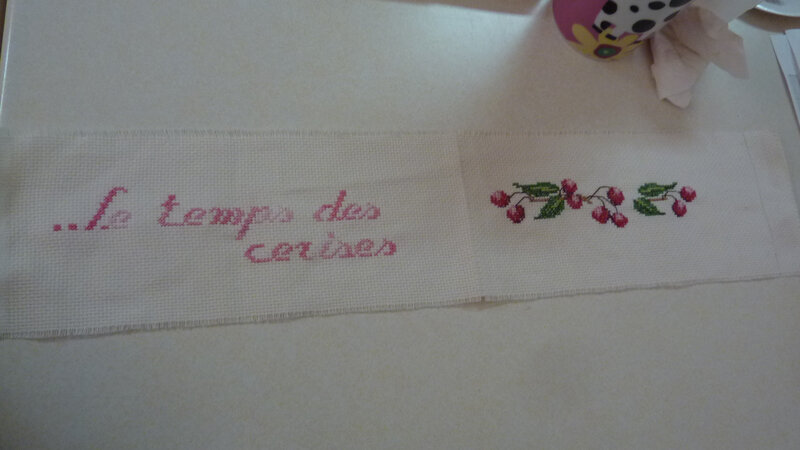 ..Le temps des
cerises